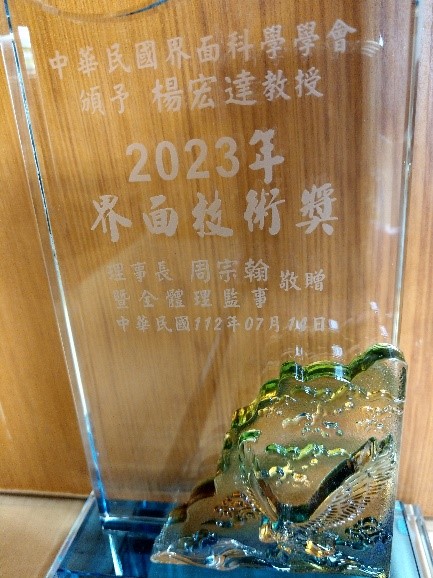 中華民國界面科學學會
頒予 楊宏達教授
2023年
界面技術獎
理事長 周宗翰 敬贈
暨全體理監事
中華民國112年07月14日